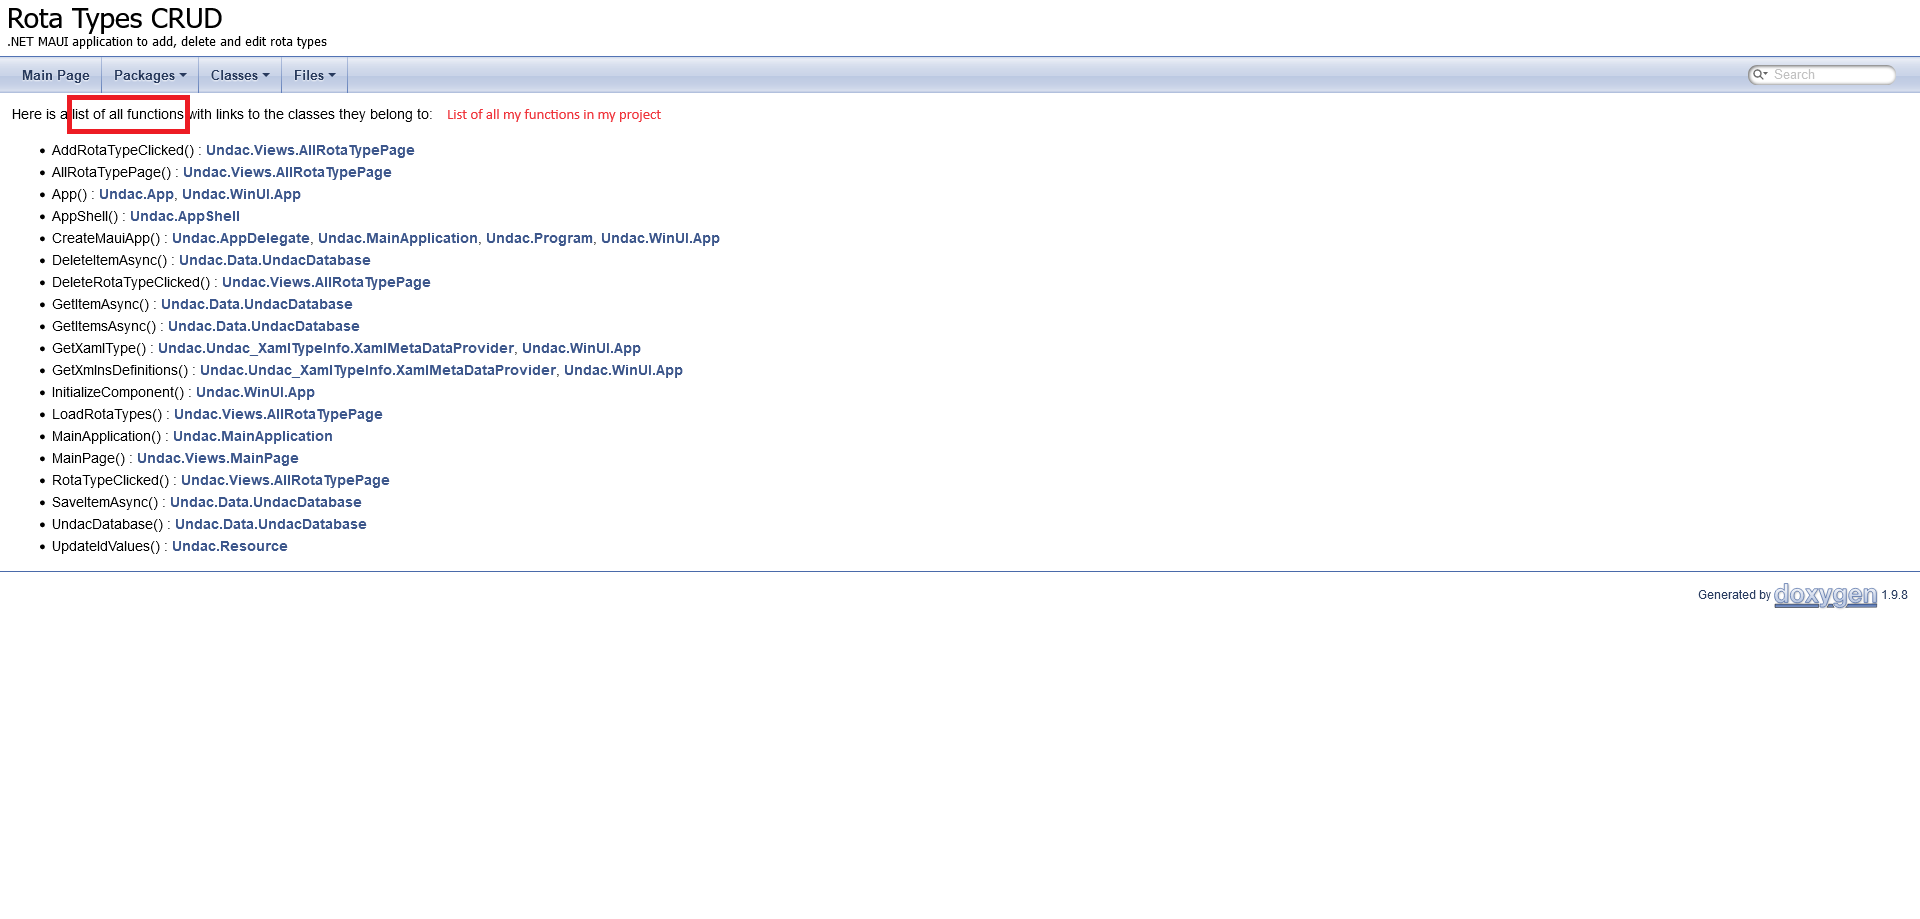 Rota Types CRUD
.NET MAUI application to add, delete and edit rota types
Main Page Packages Classes Files Search
Here is a list of all functions with links to the classes they belong to: List of all my functions in my project
• AddRotaTypeClicked() : Undac.Views.AllRotaTypePage
• AllRotaTypePage() : Undac.Views.AllRotaTypePage
• App() : Undac.App, Undac.WinUI.App
• AppShell() : Undac.AppShell
• CreateMauiApp() : Undac.AppDelegate, Undac.MainApplication, Undac.Program, Undac.WinUI.App
• DeleteItemAsync() : Undac.Data.UndacDatabase
• DeleteRotaTypeClicked() : Undac.Views.AllRotaTypePage
• GetItemAsync() : Undac.Data.UndacDatabase
• GetItemsAsync() : Undac.Data.UndacDatabase
• GetXamlType() : Undac.Undac_XamlTypeInfo.XamlMetaDataProvider, Undac.WinUI.App
• GetXmlnsDefinitions() : Undac.Undac_XamlTypeInfo.XamlMetaDataProvider, Undac.WinUI.App
• InitializeComponent() : Undac.WinUI.App
• LoadRotaTypes() : Undac.Views.AllRotaTypePage
• MainApplication() : Undac.MainApplication
• MainPage() : Undac.Views.MainPage
• RotaTypeClicked() : Undac.Views.AllRotaTypePage
• SaveItemAsync() : Undac.Data.UndacDatabase
• UndacDatabase() : Undac.Data.UndacDatabase
• UpdateIdValues() : Undac.Resource
Generated by doxygen 1.9.8